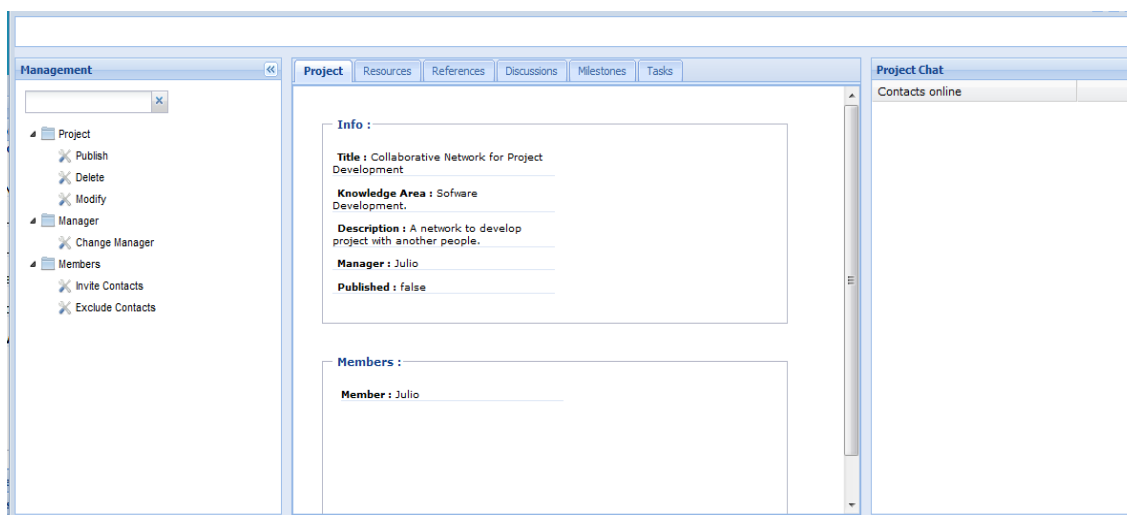 Management
Project
Publish
Delete
Modify
Manager
Change Manager
Members
Invite Contacts
Exclude Contacts
Project Resources References Discussions Milestones Tasks
Info :
Title : Collaborative Network for Project
Development
Knowledge Area : Sofware
Development.
Description : A network to develop
project with another people.
Manager : Julio
Published : false
Members :
Member : Julio
Project Chat
Contacts online